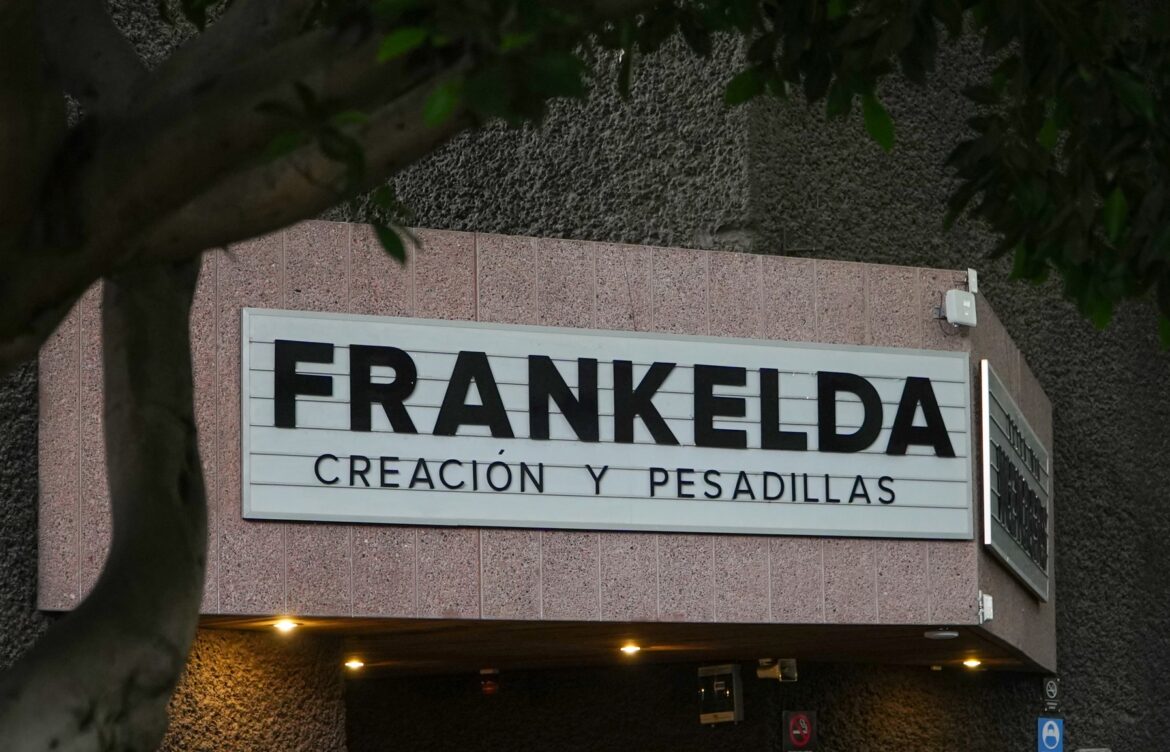 FRANKELDA
CREACIÓN Y PESADILLAS